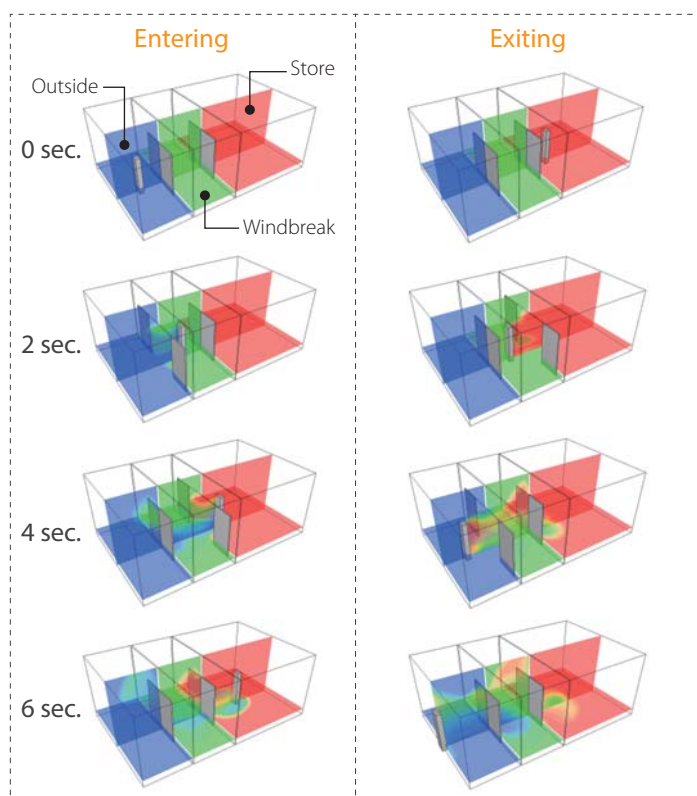 Entering
Exiting
Outside
Store
0 sec.
Windbreak
2 sec.
4 sec.
6 sec.